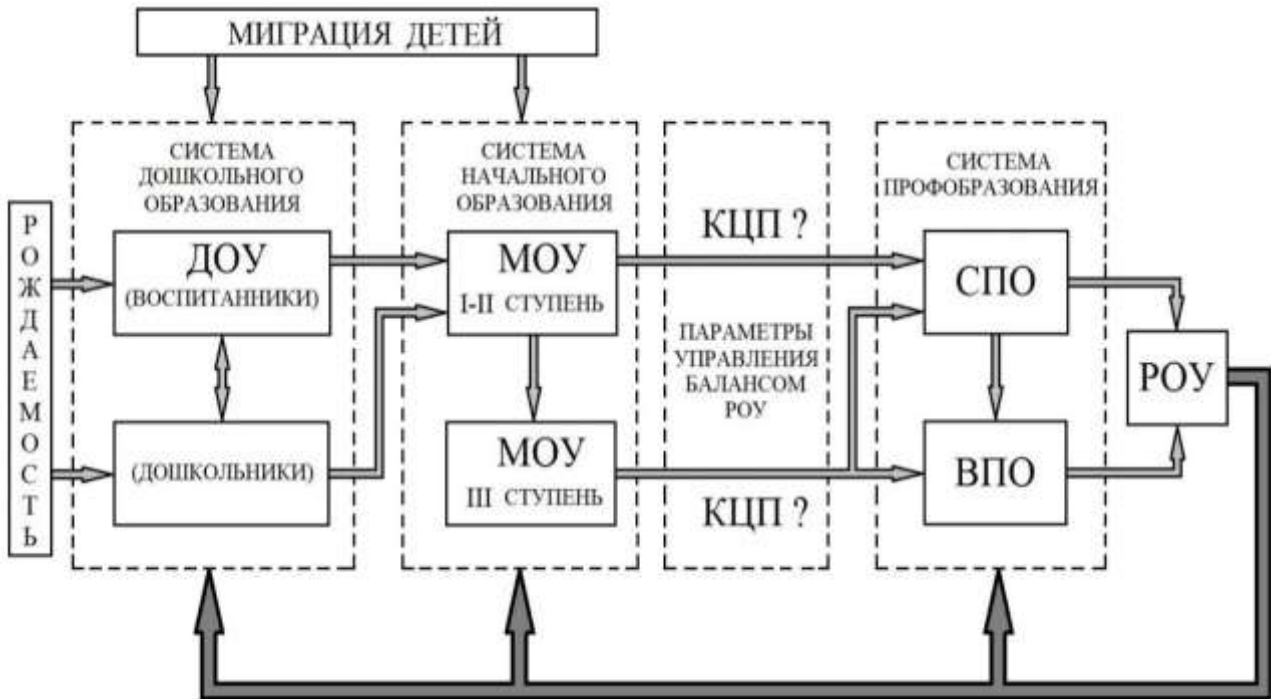 МИГРАЦИЯ ДЕТЕЙ
РОЖДАЕМОСТЬ
СИСТЕМА
ДОШКОЛЬНОГО
ОБРАЗОВАНИЯ
ДОУ
(ВОСПИТАННИКИ)
(ДОШКОЛЬНИКИ)
СИСТЕМА
НАЧАЛЬНОГО
ОБРАЗОВАНИЯ
МОУ
I-II СТУПЕНЬ
МОУ
III СТУПЕНЬ
КЦП ?
ПАРАМЕТРЫ
УПРАВЛЕНИЯ
БАЛАНСОМ
РОУ
КЦП ?
СИСТЕМА
ПРОФОБРАЗОВАНИЯ
СПО
ВПО
РОУ